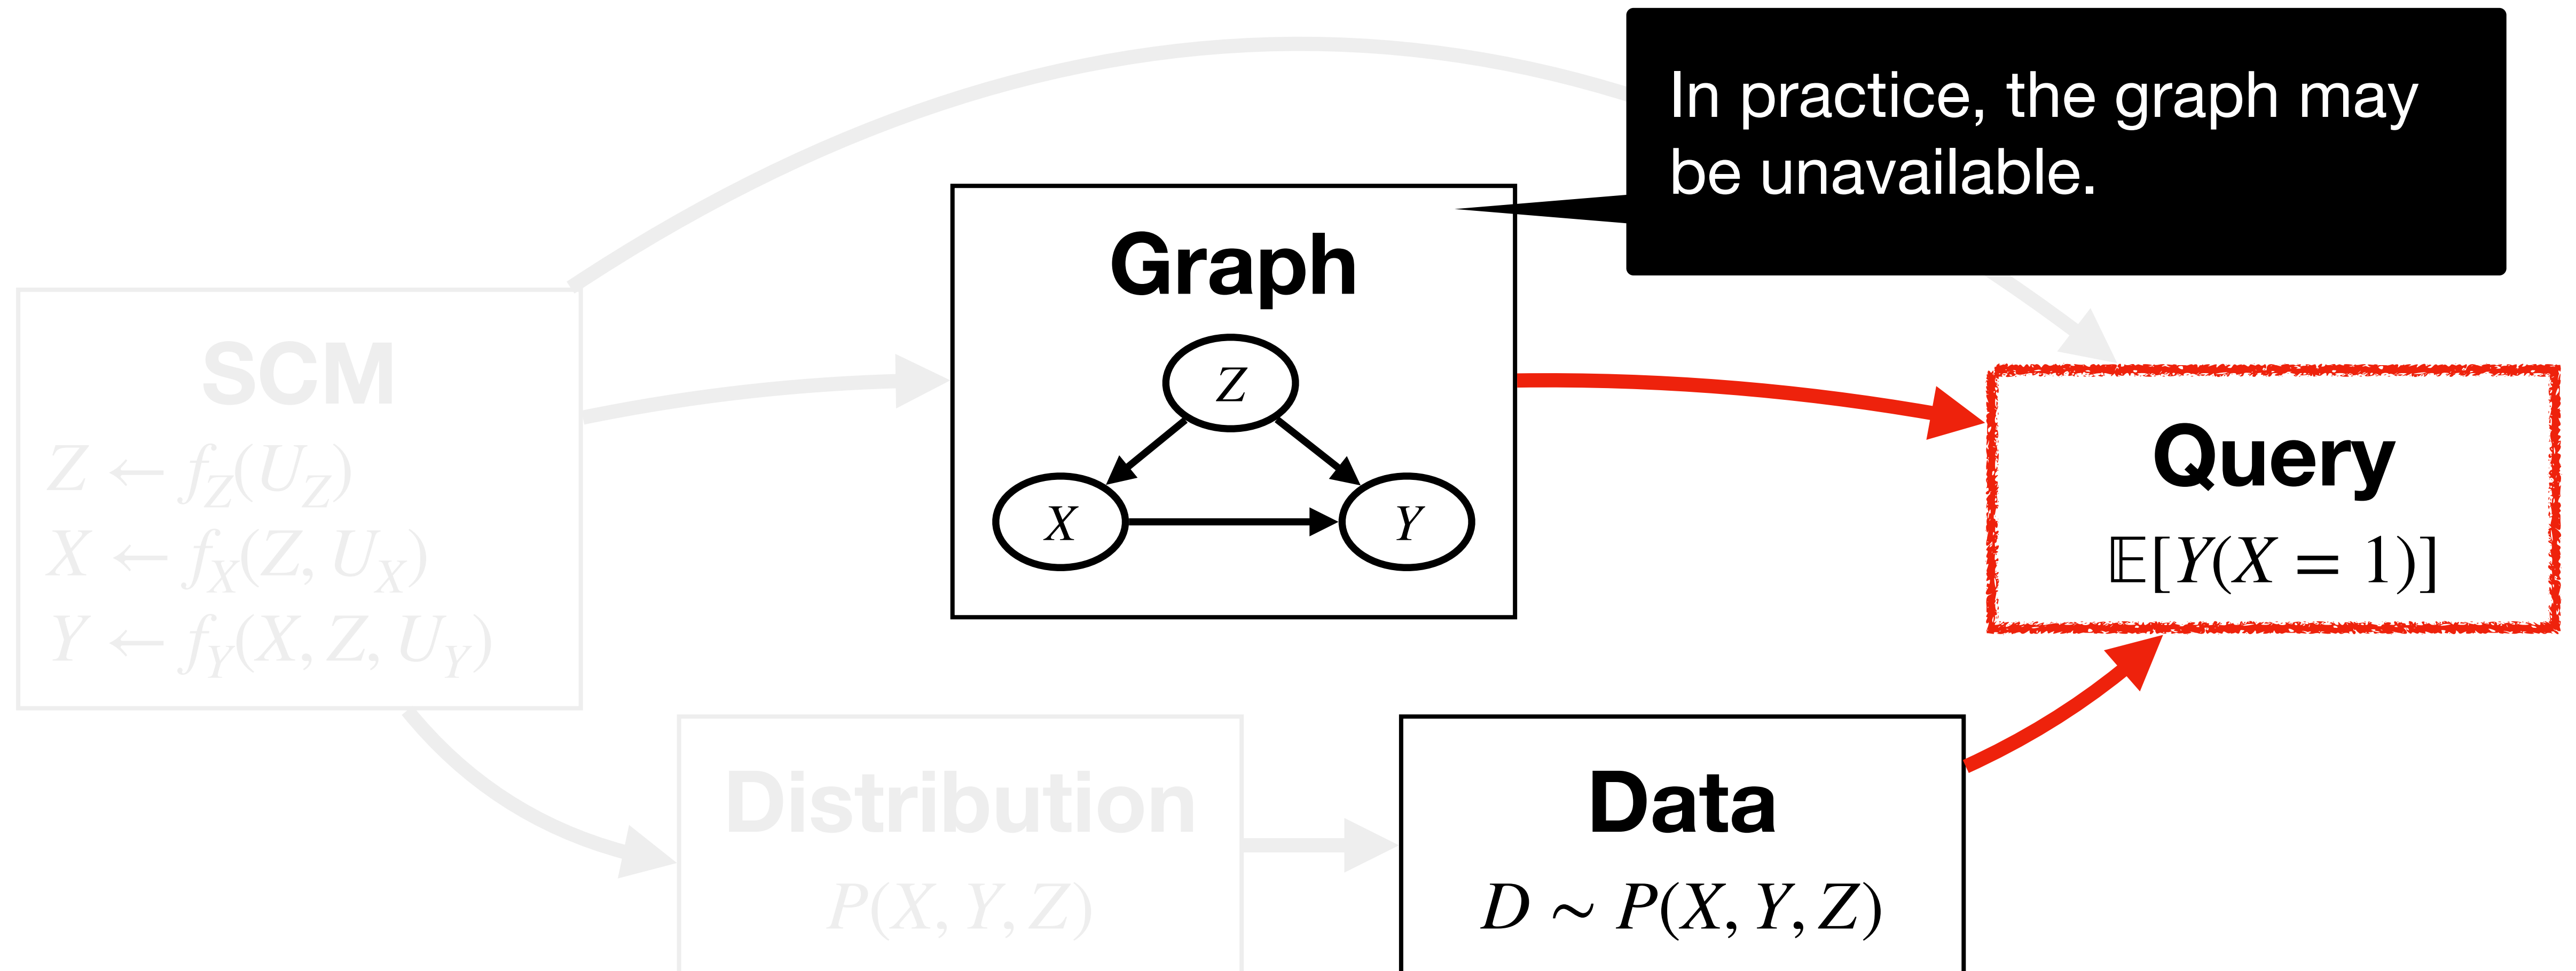 In practice, the graph may
be unavailable.
Graph
Z
X
Y
SCM
Z ← f_Z(U_Z)
X ← f_X(Z, U_X)
Y ← f_Y(X, Z, U_Y)
Query
𝔼[Y(X = 1)]
Distribution
P(X, Y, Z)
Data
D ∼ P(X, Y, Z)